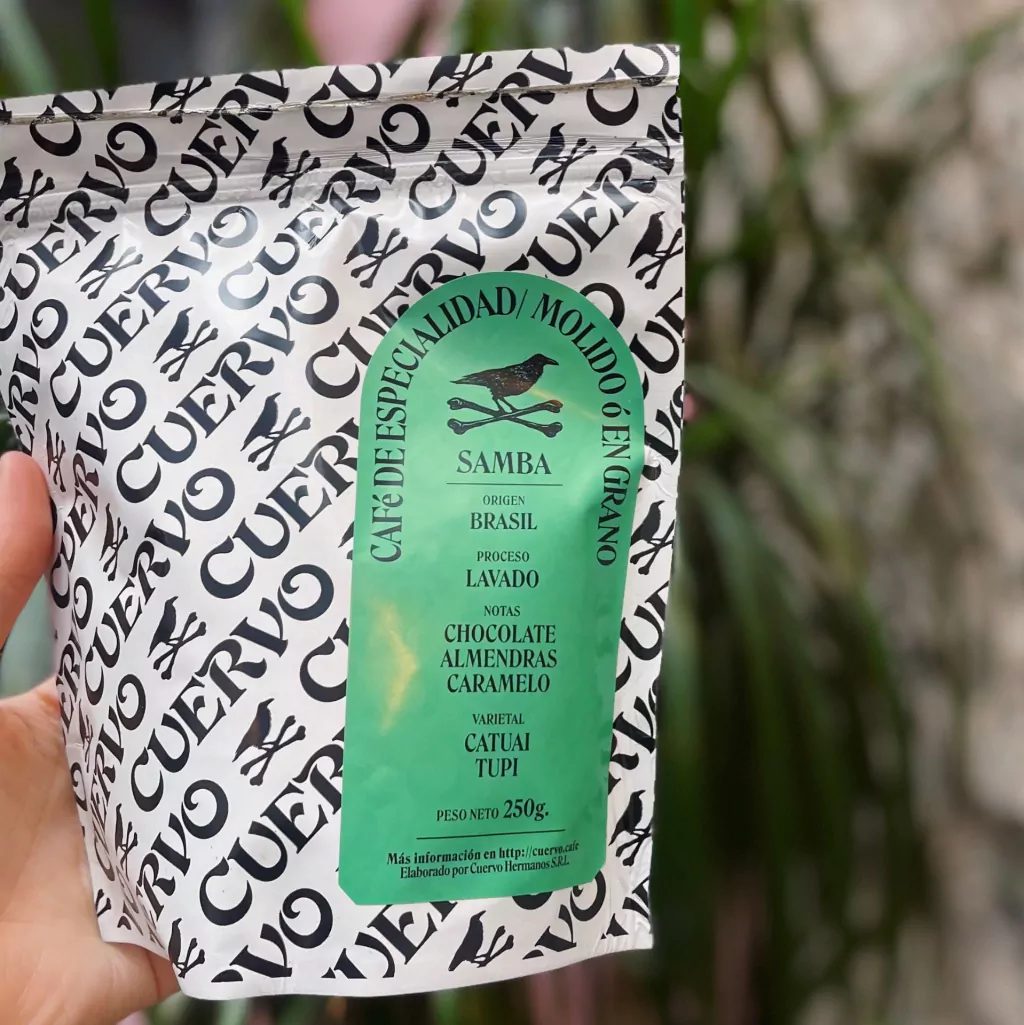 CUERVO
CAFé DE ESPECIALIDAD/ MOLIDO ó EN GRANO
SAMBA
ORIGEN
BRASIL
PROCESO
LAVADO
NOTAS
CHOCOLATE
ALMENDRAS
CARAMELO
VARIETAL
CATUAI
TUPI
PESO NETO 250g.
Más información en http://cuervo.cafe
Elaborado por Cuervo Hermanos S.R.L.